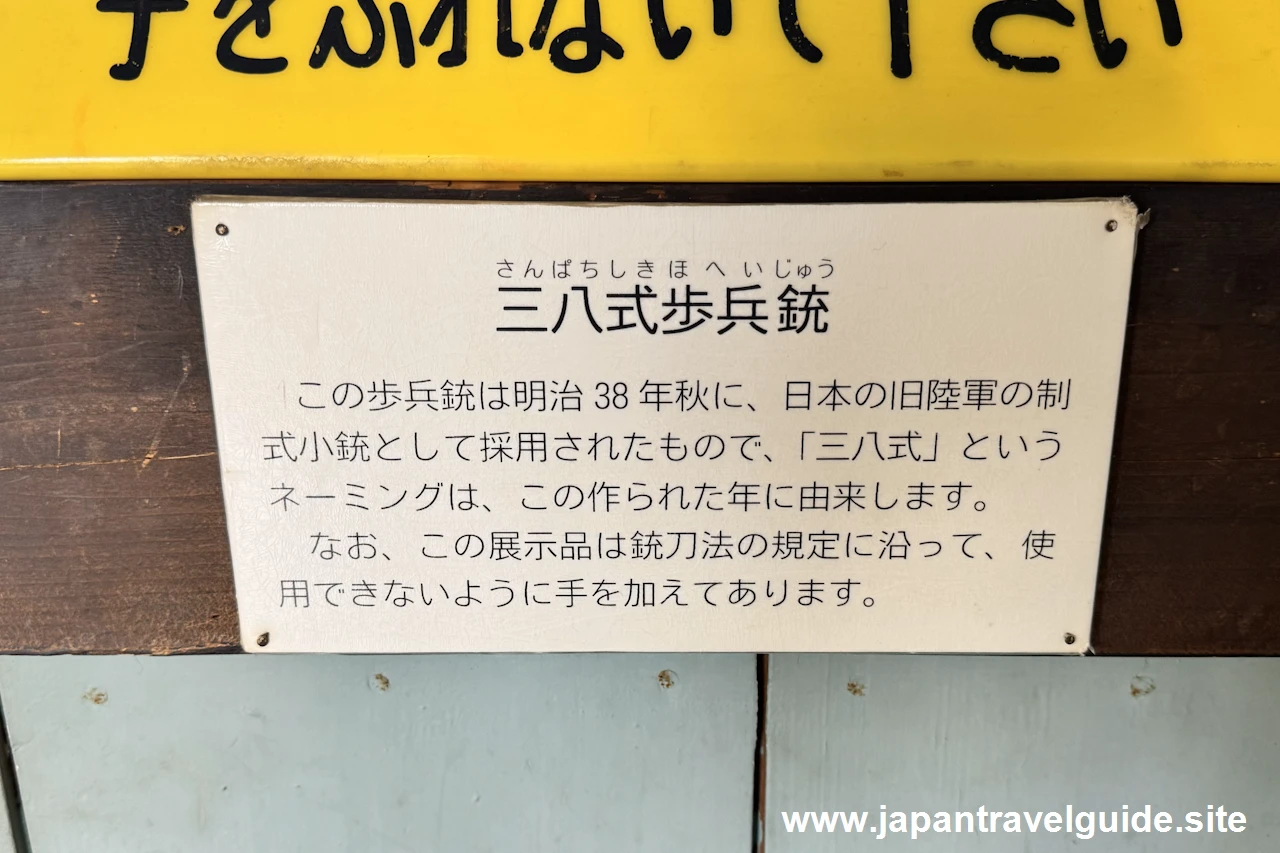 手をふれないで下さい
さんぱちしきほへいじゅう
三八式歩兵銃
この歩兵銃は明治 38 年秋に、日本の旧陸軍の制
式小銃として採用されたもので、「三八式」という
ネーミングは、この作られた年に由来します。
なお、この展示品は銃刀法の規定に沿って、使
用できないように手を加えてあります。
www.japantravelguide.site